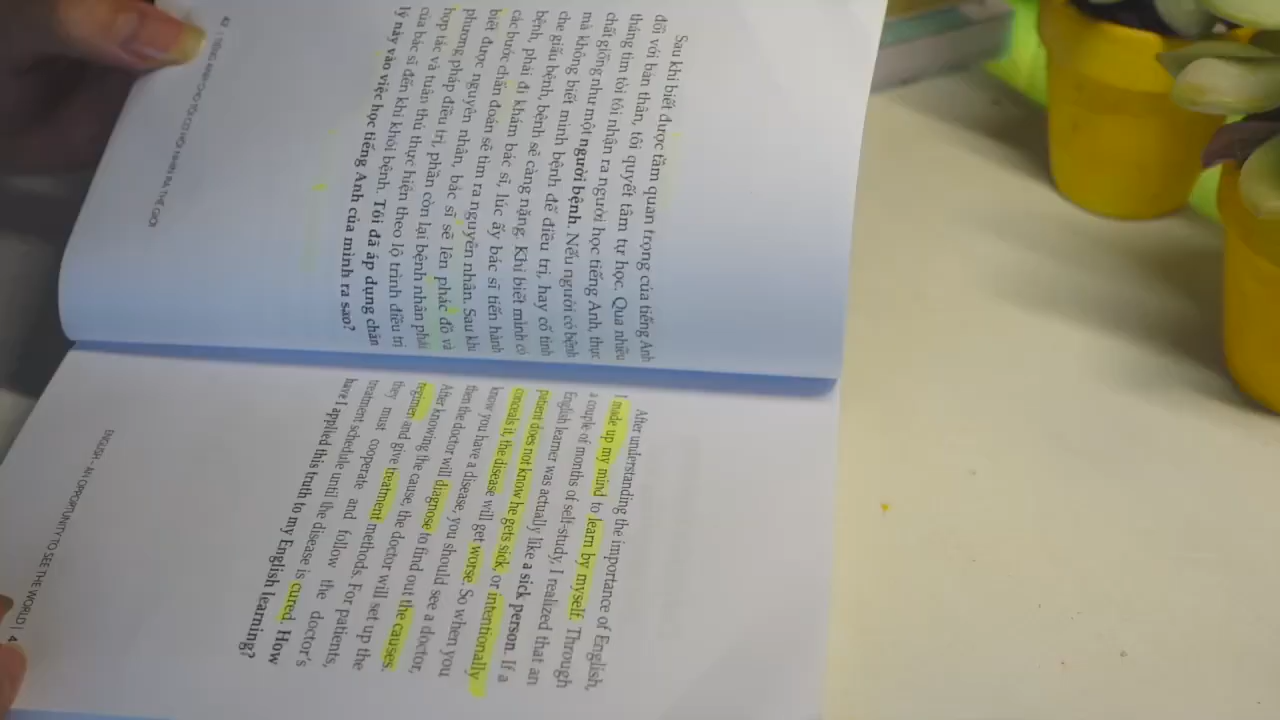 Sau khi biết được tầm quan trọng của tiếng Anh
đối với bản thân, tôi quyết tâm tự học. Qua nhiều
tháng tìm tòi tôi nhận ra người học tiếng Anh, thực
chất giống như một người bệnh. Nếu người có bệnh
mà không biết mình bệnh để điều trị, hay cố tình
che giấu bệnh, bệnh sẽ càng nặng. Khi biết mình có
bệnh, phải đi khám bác sĩ, lúc ấy bác sĩ tiến hành
các bước chẩn đoán sẽ tìm ra nguyên nhân. Sau khi
biết được nguyên nhân, bác sĩ sẽ lên phác đồ và
phương pháp điều trị, phần còn lại bệnh nhân phải
hợp tác và tuân thủ thực hiện theo lộ trình điều trị
của bác sĩ đến khi khỏi bệnh. Tôi đã áp dụng chân
lý này vào việc học tiếng Anh của mình ra sao?
42 | TIẾNG ANH CHO TÔI CƠ HỘI NHÌN RA THẾ GIỚI
After understanding the importance of English,
I made up my mind to learn by myself. Through
a couple of months of self-study, I realized that an
English learner was actually like a sick person. If a
patient does not know he gets sick, or intentionally
conceals it, the disease will get worse. So when you
know you have a disease, you should see a doctor,
then the doctor will diagnose to find out the causes.
After knowing the cause, the doctor will set up the
regimen and give treatment methods. For patients,
they must cooperate and follow the doctor's
treatment schedule until the disease is cured. How
have I applied this truth to my English learning?
ENGLISH - AN OPPORTUNITY TO SEE THE WORLD | 4